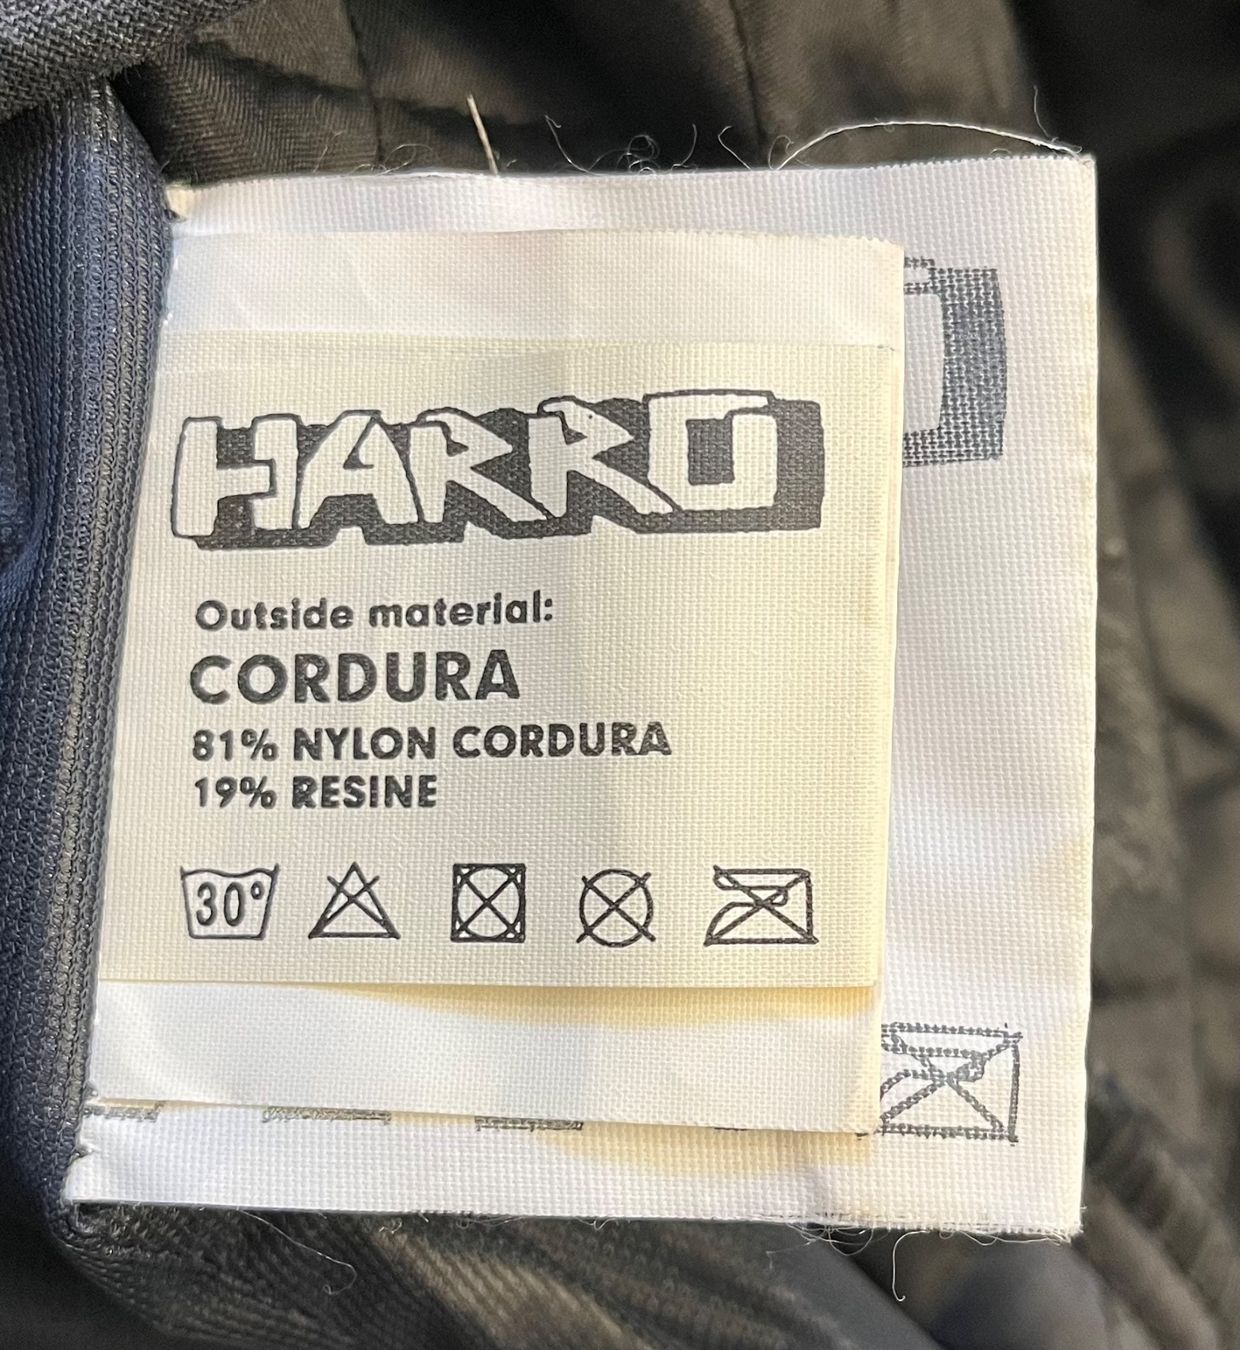 HARRO
Outside material:
CORDURA
81% NYLON CORDURA
19% RESINE
30°